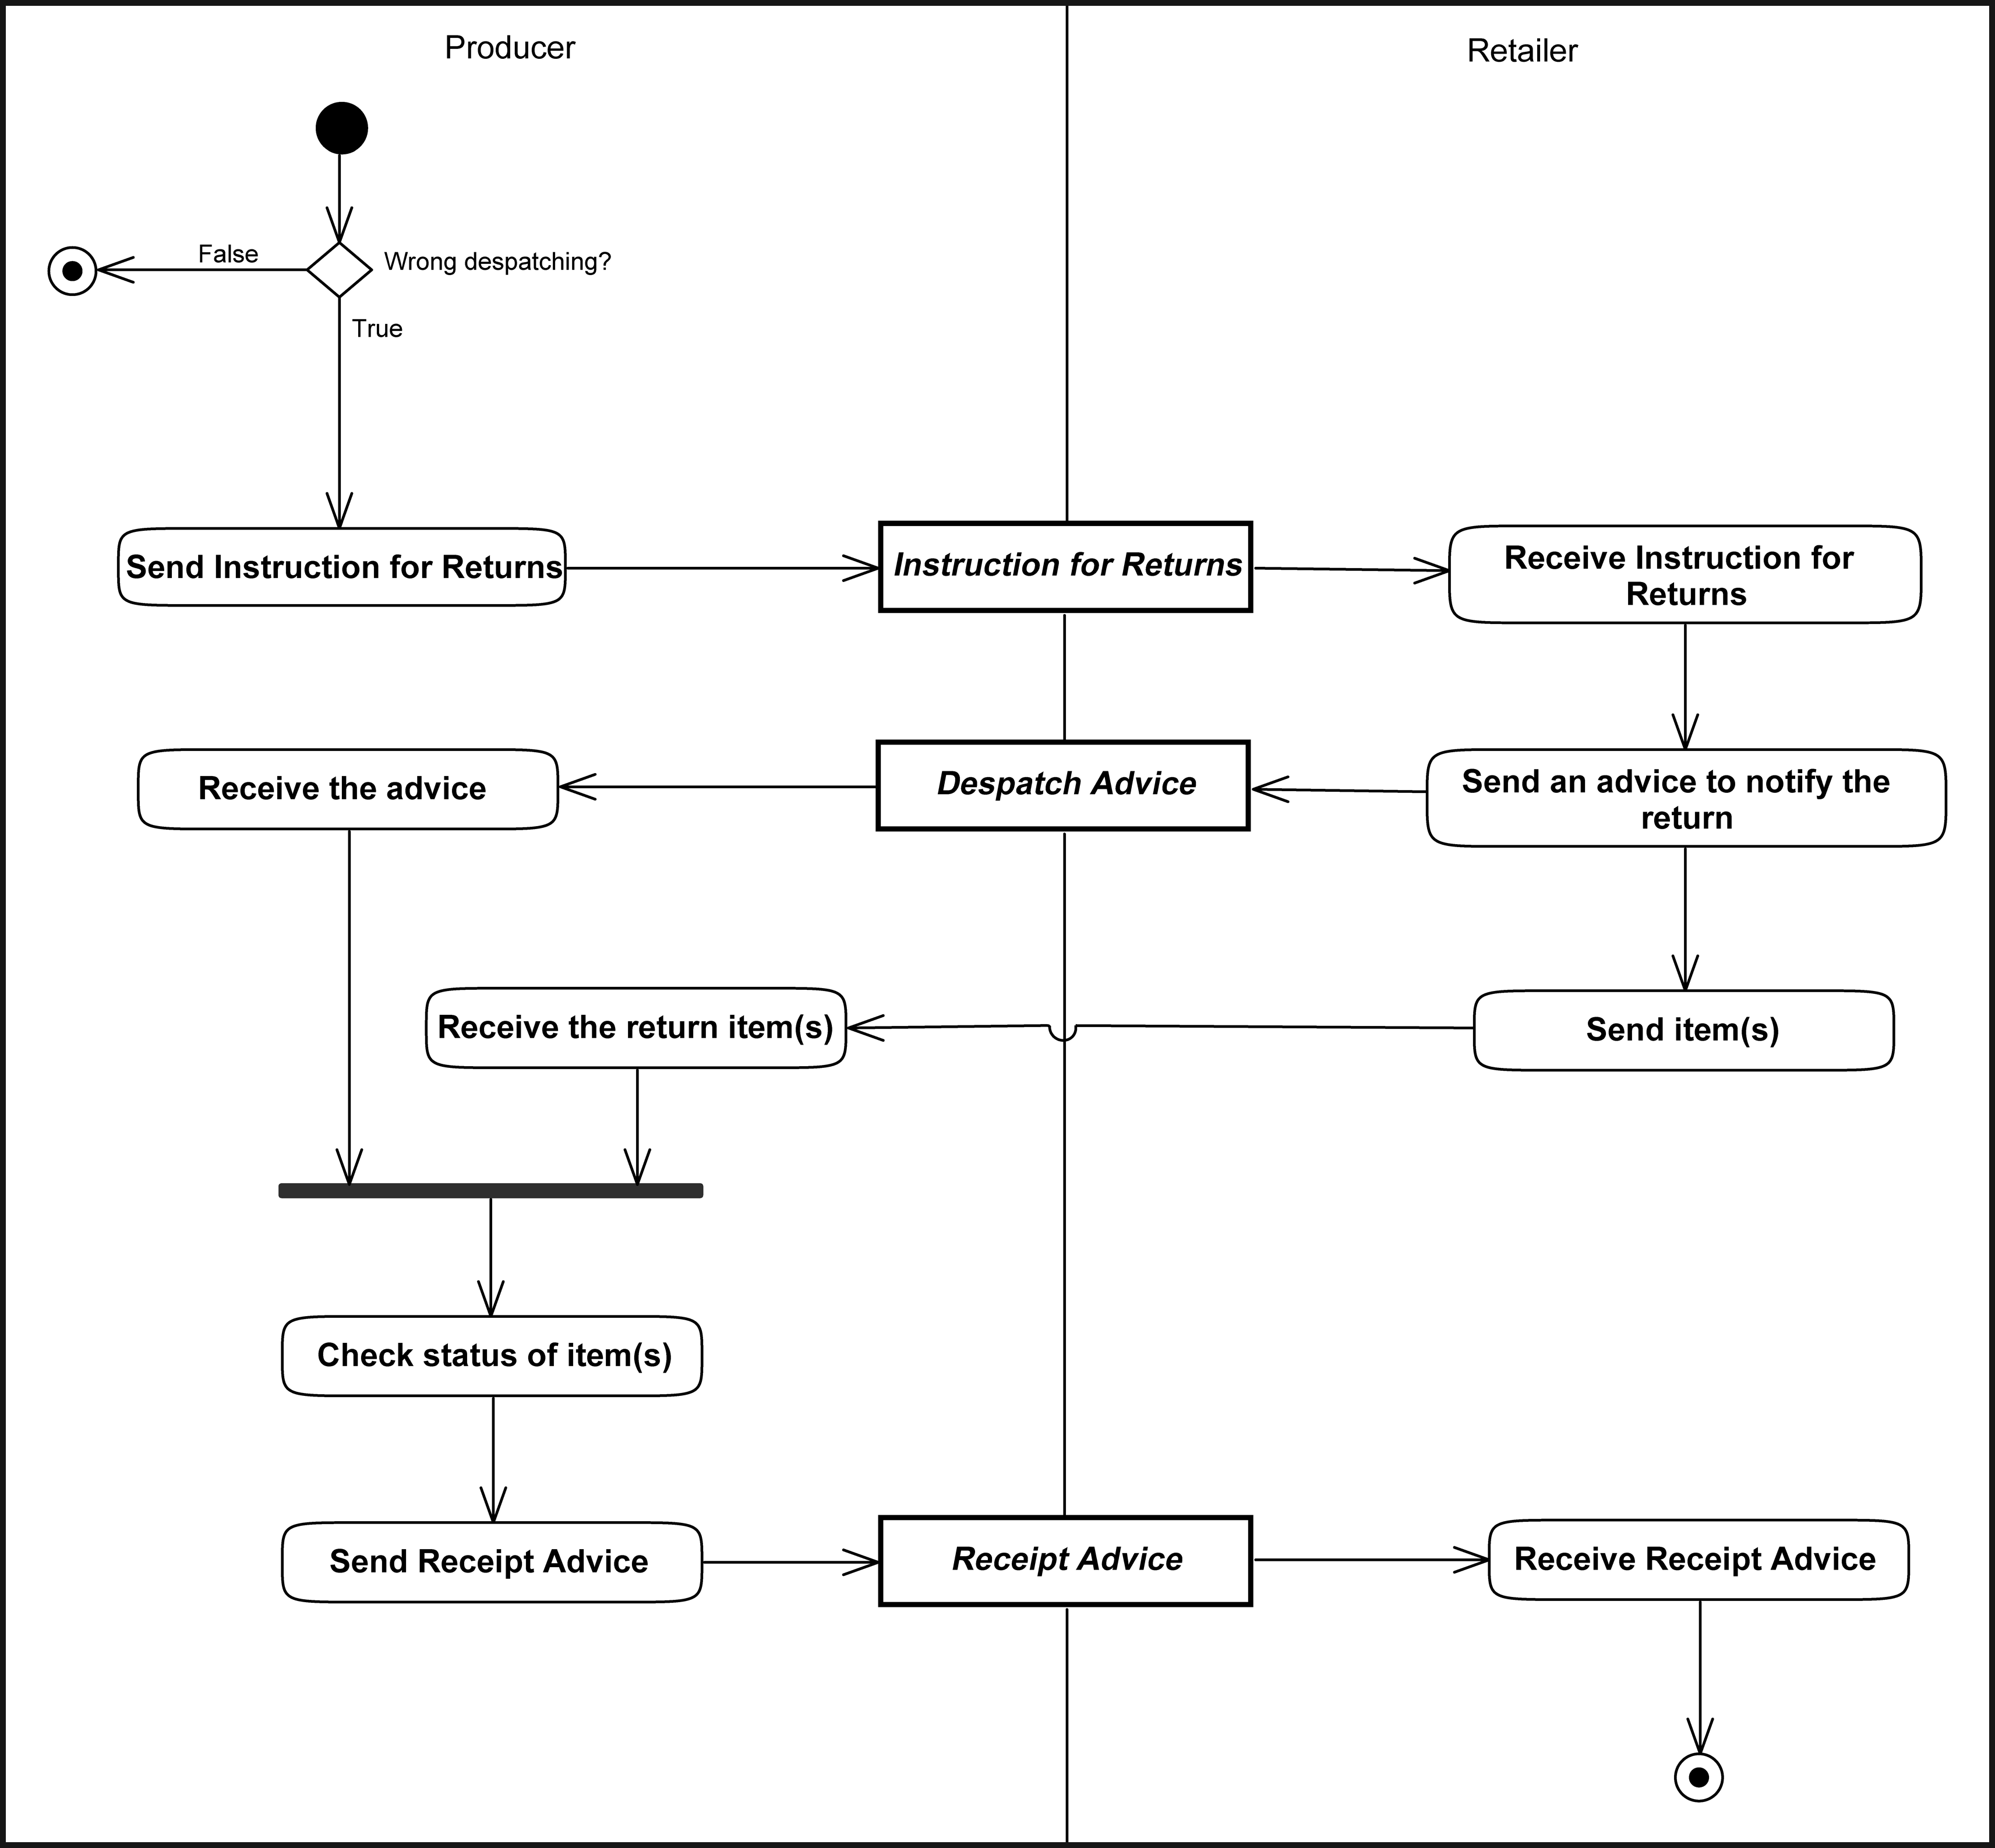 Producer
Retailer
False
Wrong despatching?
True
Send Instruction for Returns
Instruction for Returns
Receive Instruction for
Returns
Receive the advice
Despatch Advice
Send an advice to notify the
return
Receive the return item(s)
Send item(s)
Check status of item(s)
Send Receipt Advice
Receipt Advice
Receive Receipt Advice